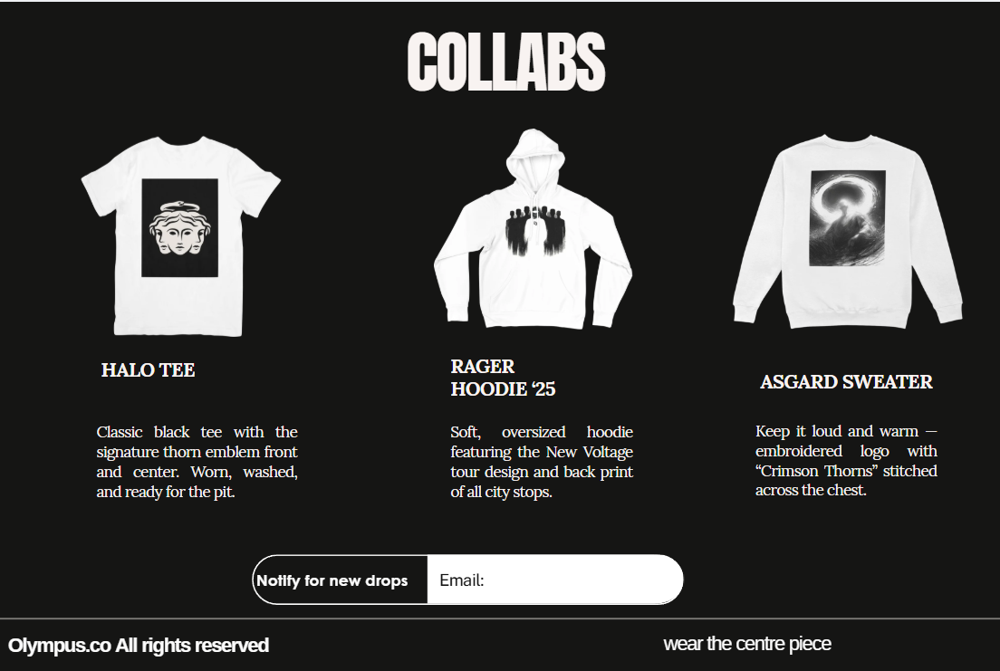 COLLABS
HALO TEE
Classic black tee with the
signature thorn emblem front
and center. Worn, washed,
and ready for the pit.
RAGER
HOODIE ‘25
Soft, oversized hoodie
featuring the New Voltage
tour design and back print
of all city stops.
ASGARD SWEATER
Keep it loud and warm —
embroidered logo with
“Crimson Thorns” stitched
across the chest.
Notify for new drops
Email:
Olympus.co All rights reserved
wear the centre piece